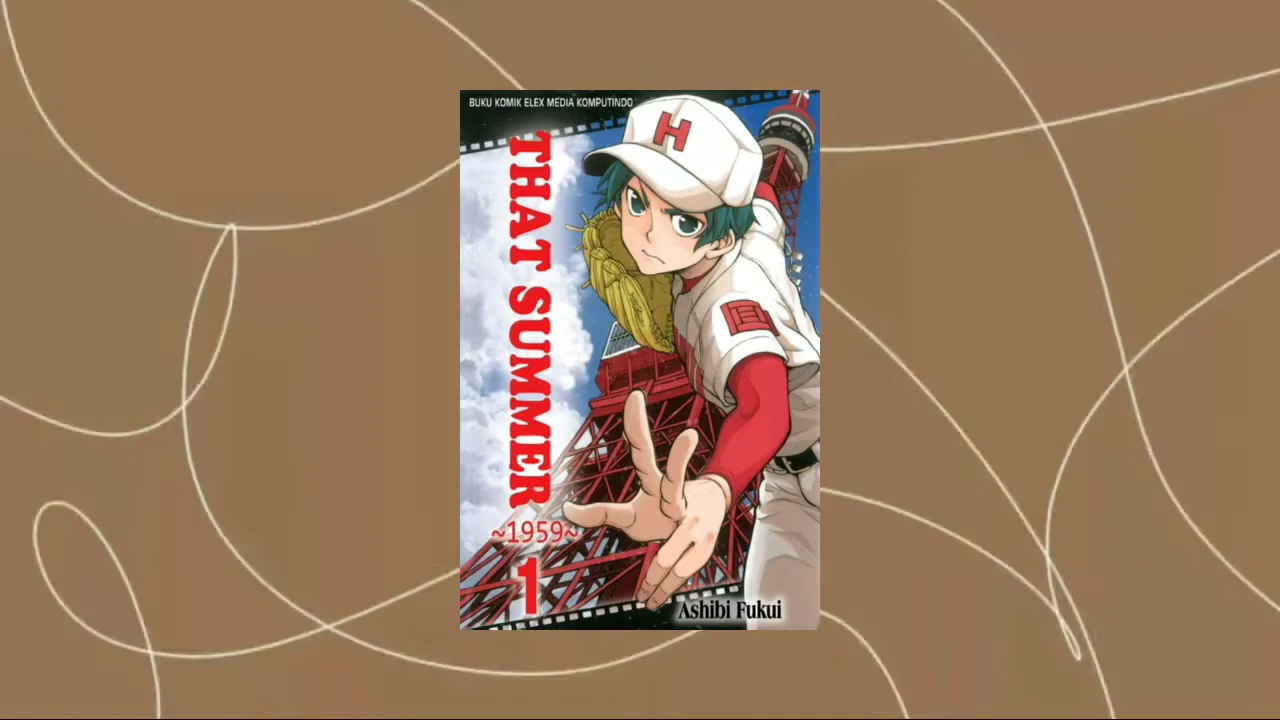 BUKU KOMIK ELEX MEDIA KOMPUTINDO
H
THAT SUMMER
~1959~
1
Ashibi Fukui